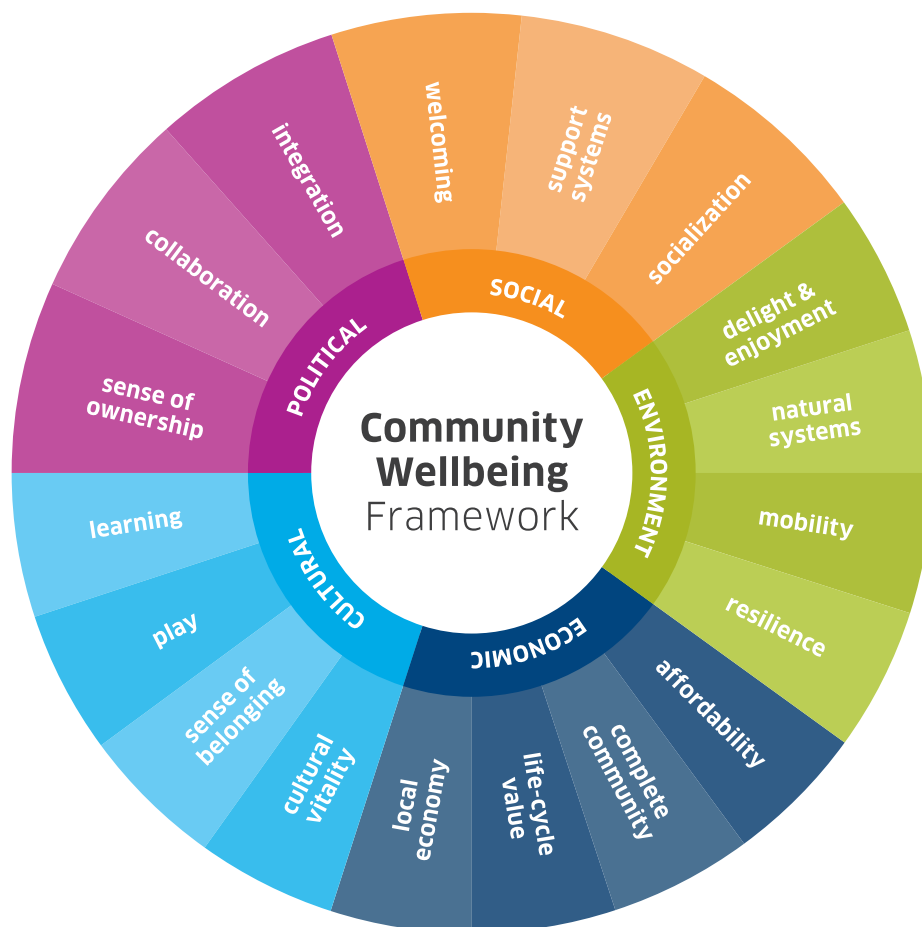 Community
Wellbeing
Framework
SOCIAL
welcoming
support
systems
socialization
ENVIRONMENT
delight &
enjoyment
natural
systems
mobility
resilience
ECONOMIC
affordability
complete
community
life-cycle
value
local
economy
CULTURAL
cultural
vitality
sense of
belonging
play
learning
POLITICAL
sense of
ownership
collaboration
integration